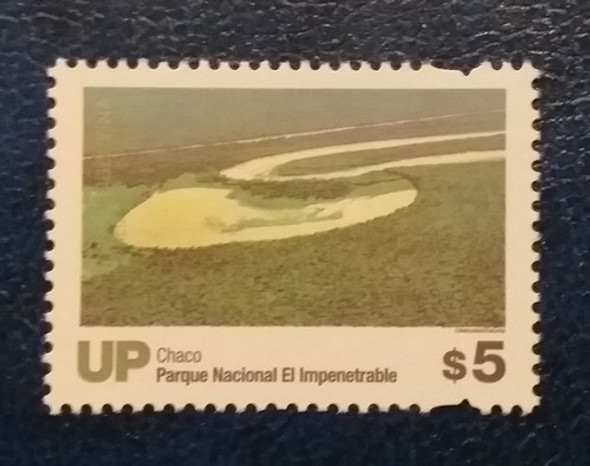 UP
Chaco
Parque Nacional El Impenetrable
$5